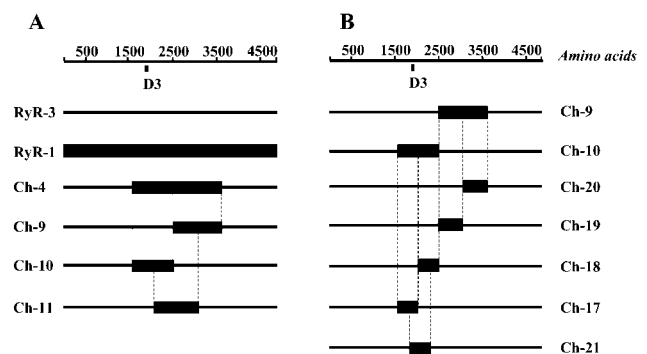 A
B
500 1500 2500 3500 4500
500 1500 2500 3500 4500
Amino acids
D3
D3
RyR-3
Ch-9
RyR-1
Ch-10
Ch-4
Ch-20
Ch-9
Ch-19
Ch-10
Ch-18
Ch-11
Ch-17
Ch-21